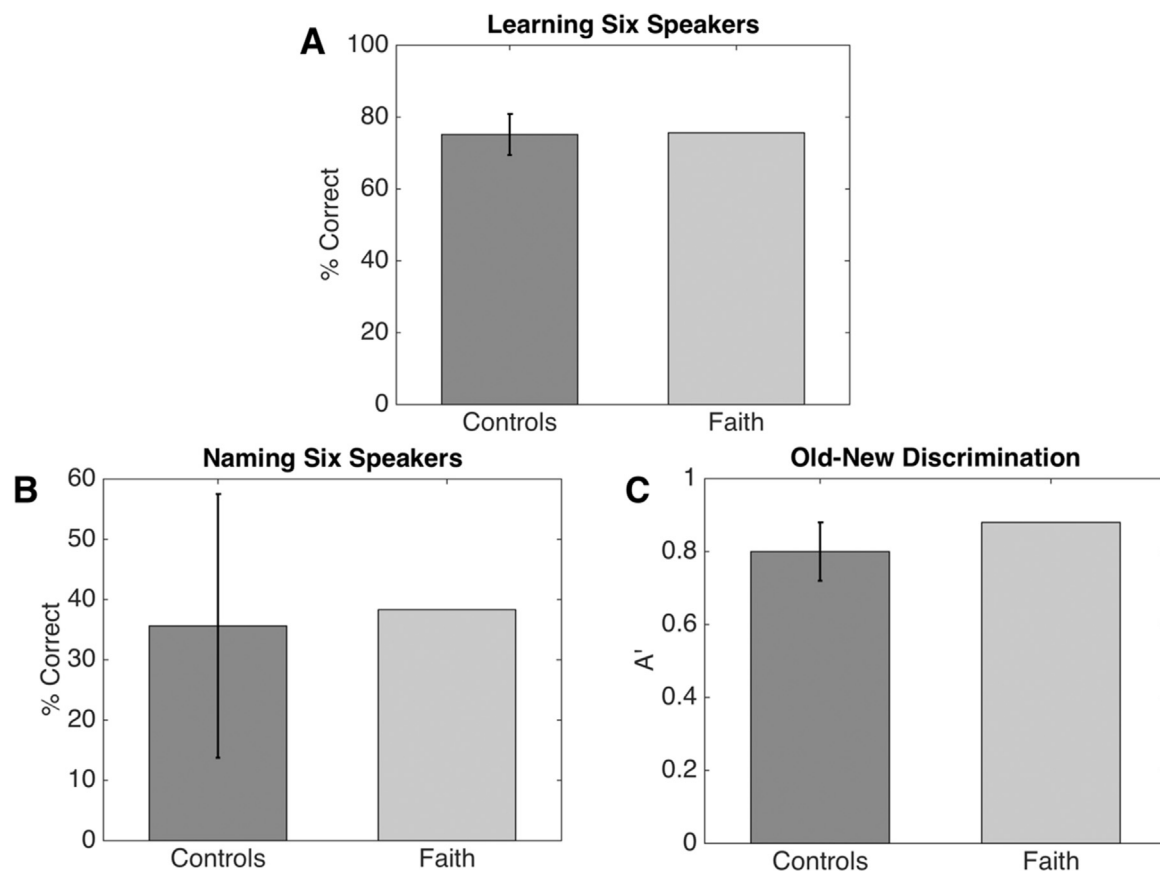 A
Learning Six Speakers
100
80
60
40
20
0
% Correct
Controls
Faith
B
Naming Six Speakers
60
50
40
30
20
10
0
% Correct
Controls
Faith
C
Old-New Discrimination
1
0.8
0.6
0.4
0.2
0
A'
Controls
Faith